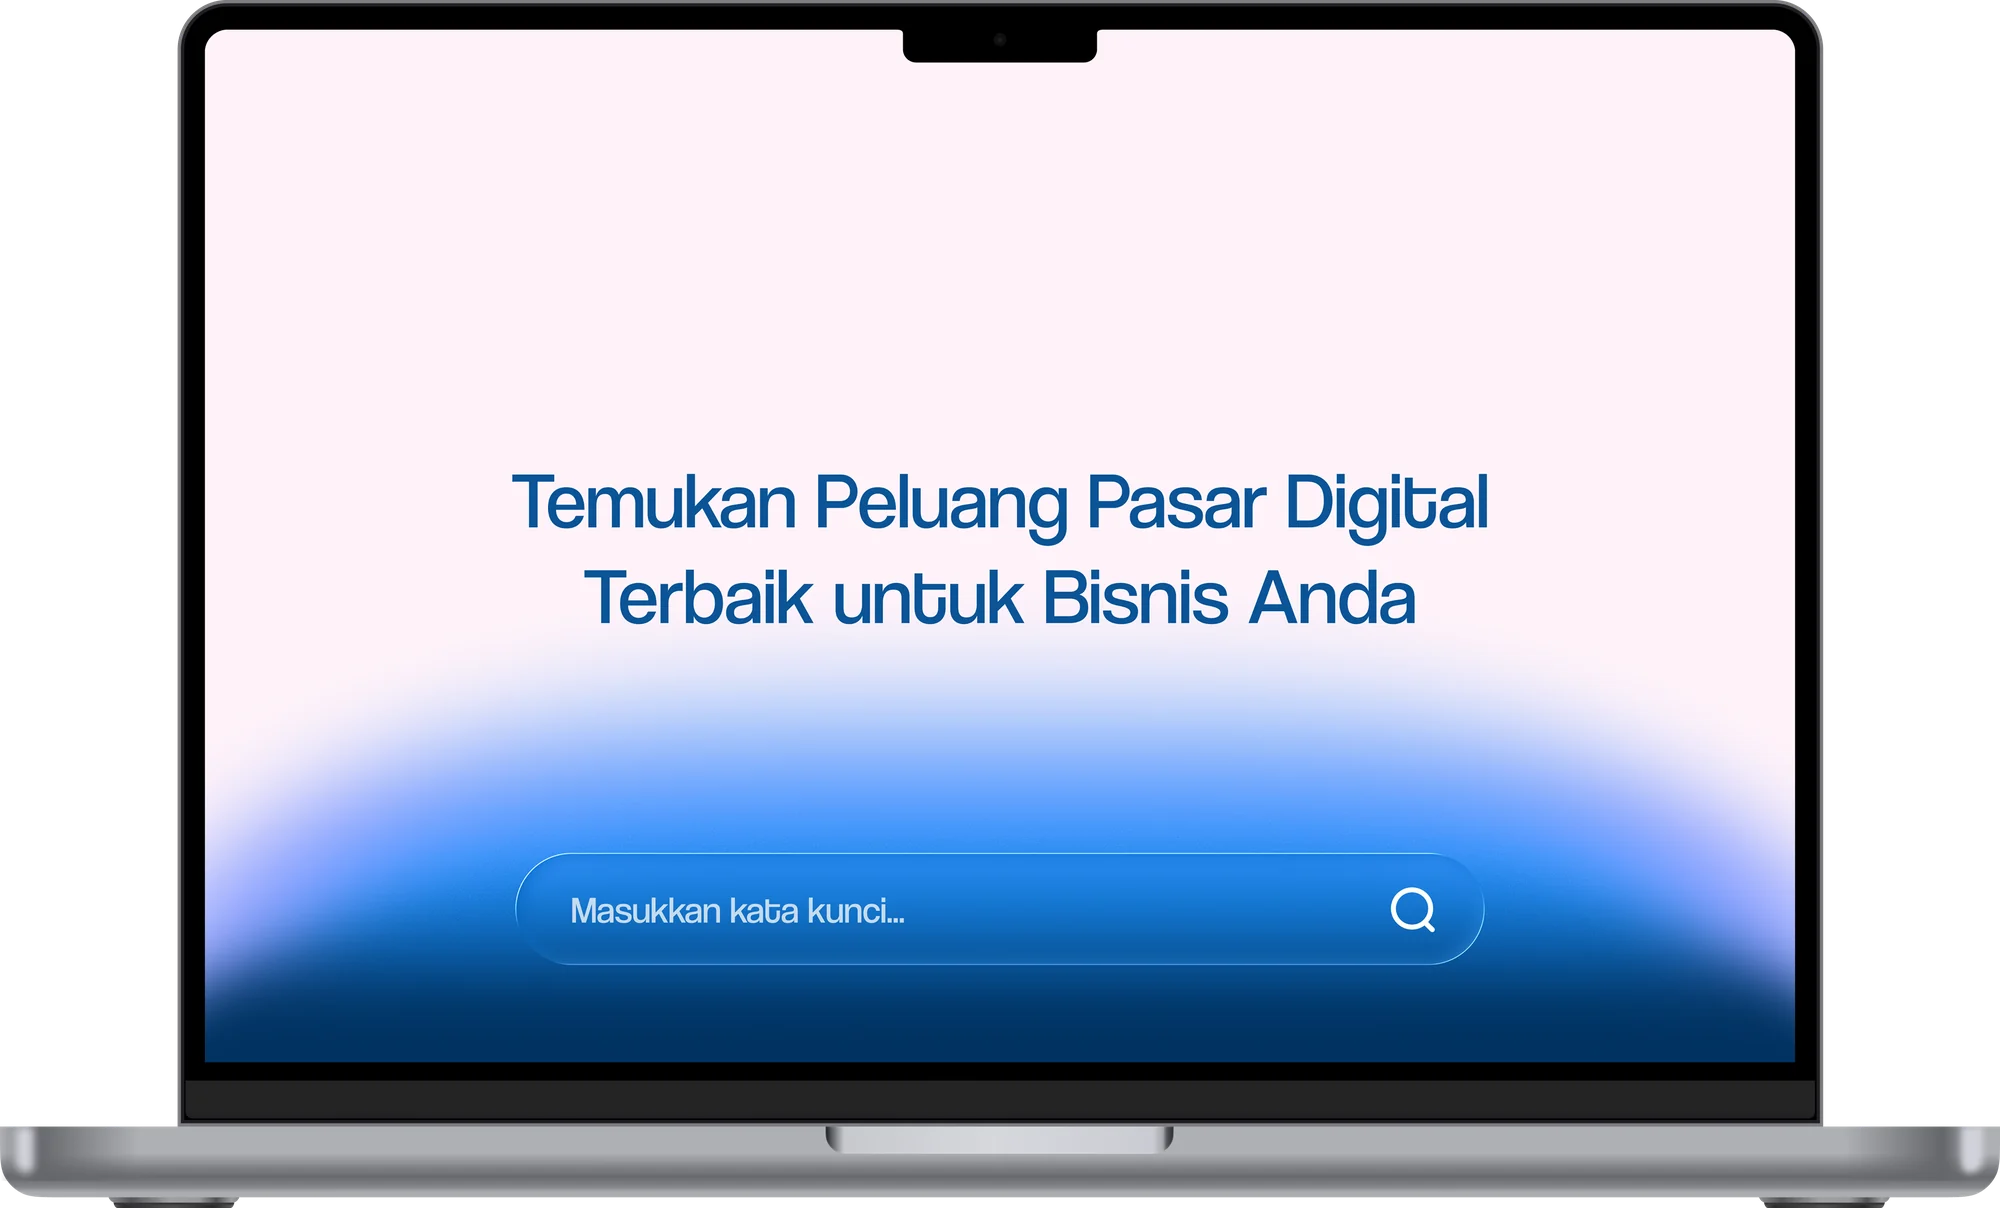 Temukan Peluang Pasar Digital
Terbaik untuk Bisnis Anda
Masukkan kata kunci...